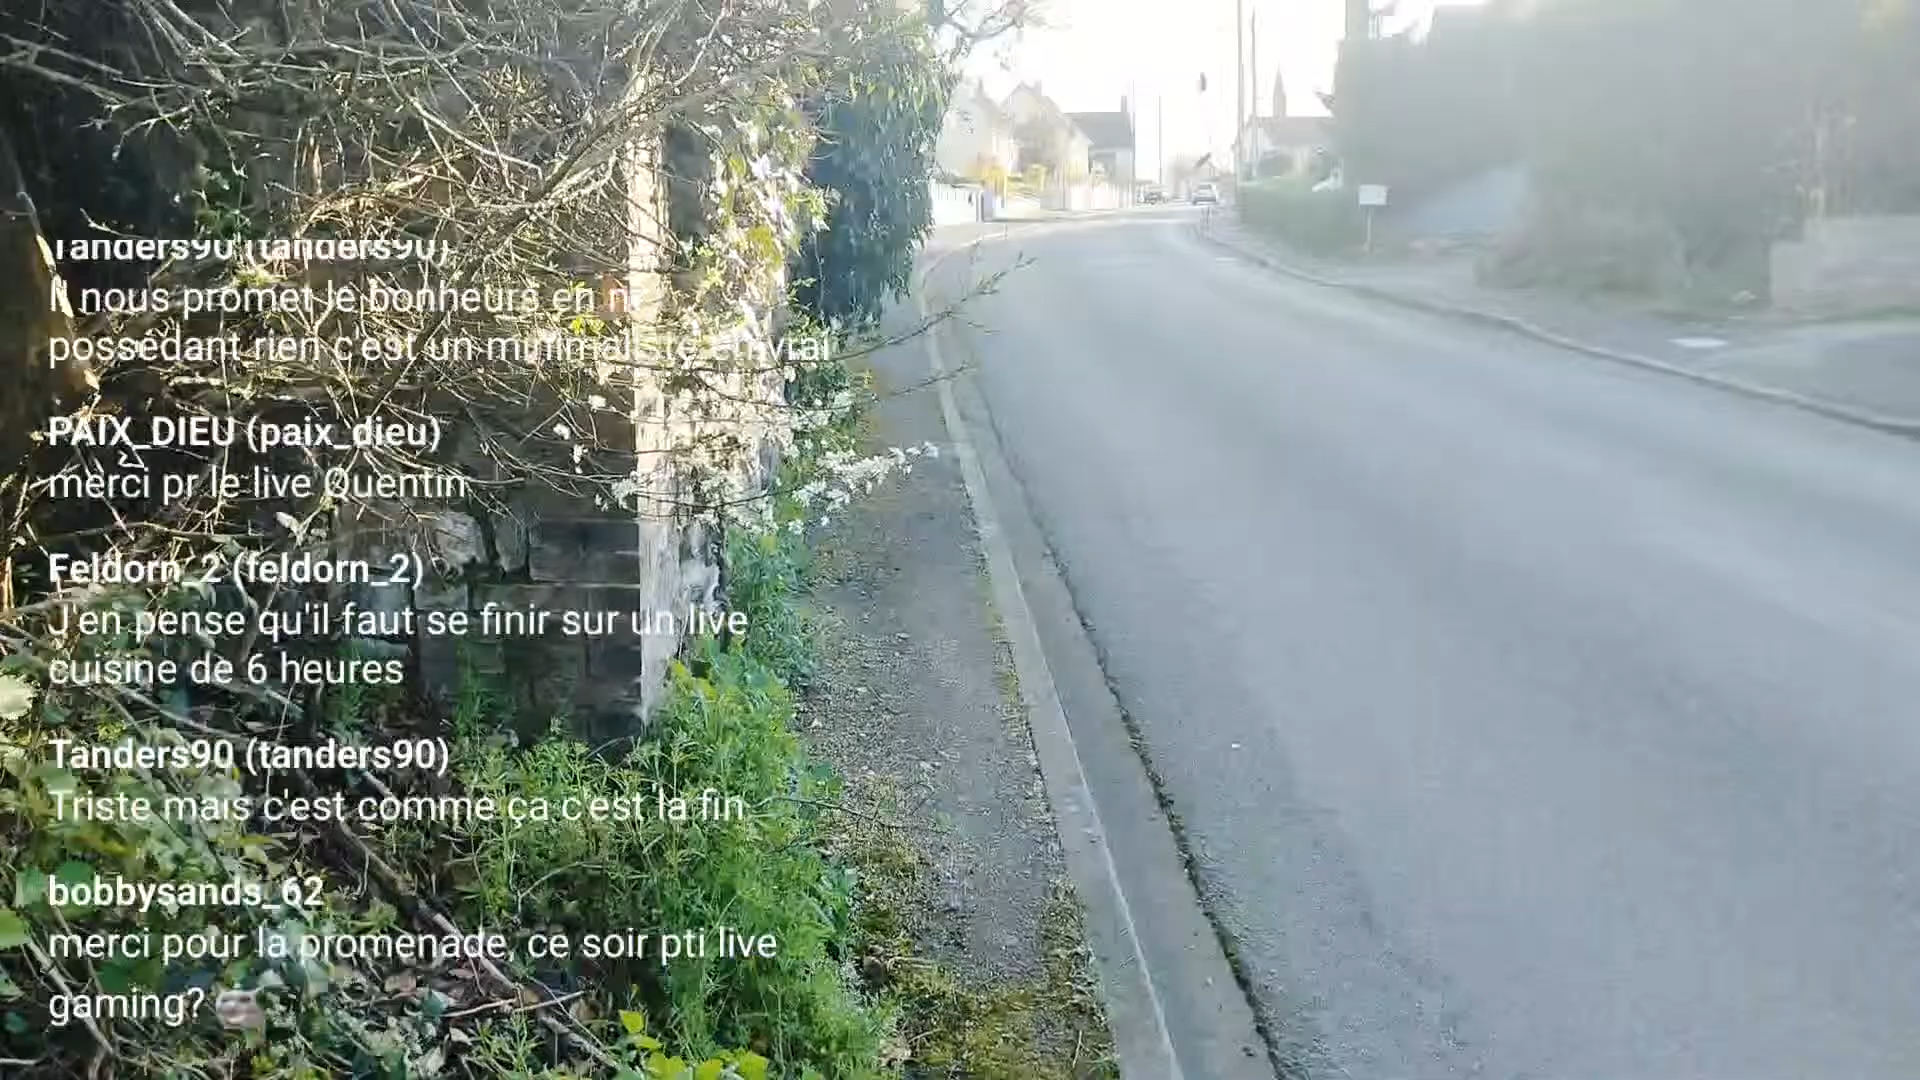 Tanders90 (tanders90)
Il nous promet le bonheurs en ne
possédant rien c'est un minimaliste en vrai
PAIX_DIEU (paix_dieu)
merci pr le live Quentin
Feldorn_2 (feldorn_2)
J'en pense qu'il faut se finir sur un live
cuisine de 6 heures
Tanders90 (tanders90)
Triste mais c'est comme ça c'est la fin
bobbysands_62
merci pour la promenade, ce soir pti live
gaming?